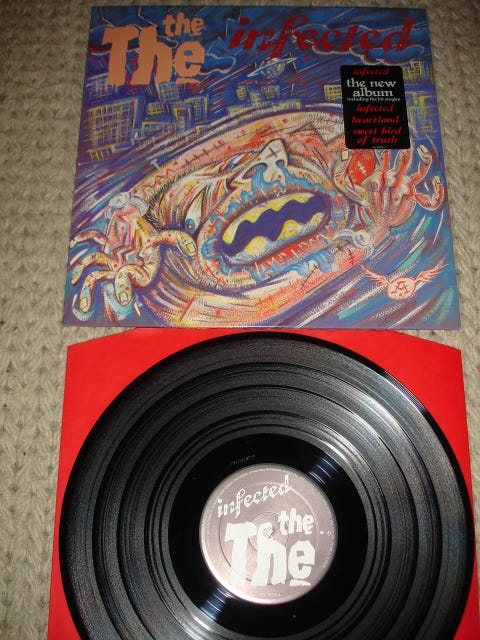 the
The
infected
infected
the new
album
including the hit singles
infected
heartland
sweet bird
of truth
infected
the
The